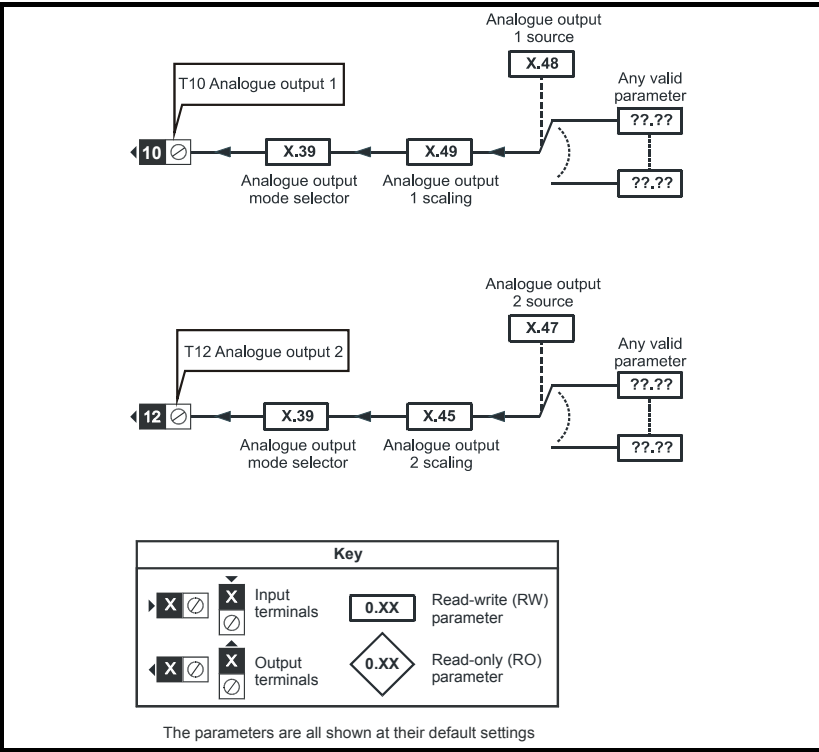 Analogue output
1 source
X.48
T10 Analogue output 1
Any valid
parameter
??.??
10
X.39
X.49
Analogue output
mode selector
Analogue output
1 scaling
??.??
Analogue output
2 source
X.47
T12 Analogue output 2
Any valid
parameter
??.??
12
X.39
X.45
Analogue output
mode selector
Analogue output
2 scaling
??.??
Key
X
X
Input
terminals
0.XX
Read-write (RW)
parameter
X
X
Output
terminals
0.XX
Read-only (RO)
parameter
The parameters are all shown at their default settings